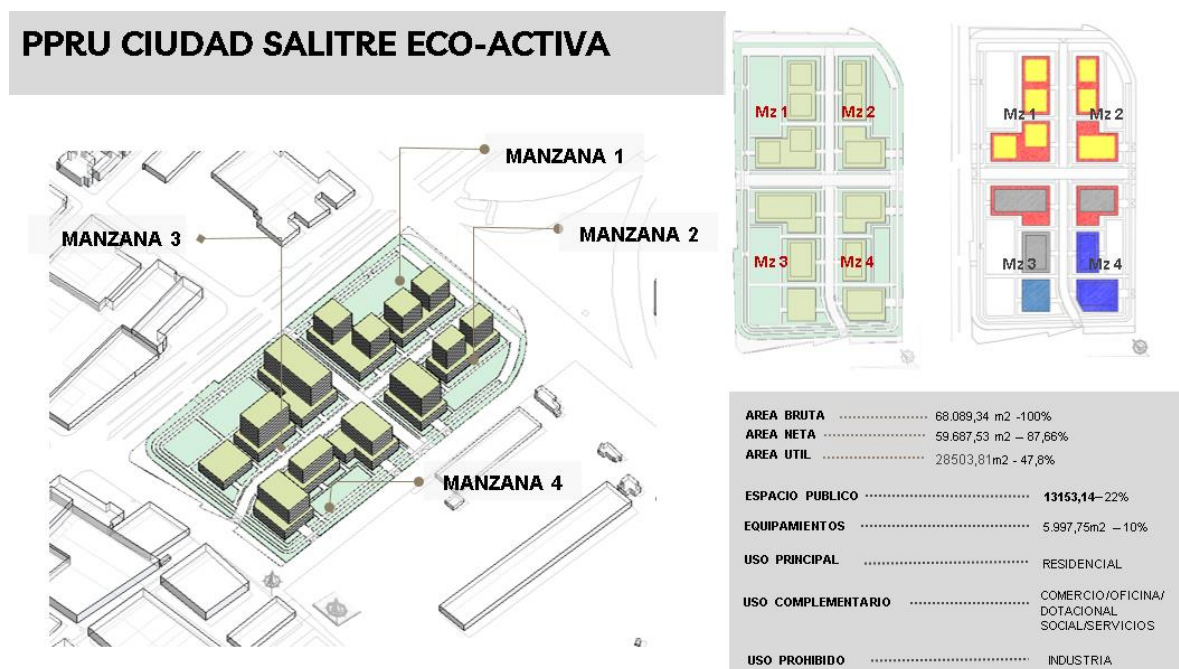 PPRU CIUDAD SALITRE ECO-ACTIVA
MANZANA 1
MANZANA 3
MANZANA 2
MANZANA 4
Mz 1
Mz 2
Mz 3
Mz 4
Mz 1
Mz 2
Mz 3
Mz 4
AREA BRUTA 68.089,34 m2 -100%
AREA NETA 59.687,53 m2 – 87,66%
AREA UTIL 28503,81m2 - 47,8%
ESPACIO PUBLICO 13153,14–22%
EQUIPAMIENTOS 5.997,75m2 – 10%
USO PRINCIPAL RESIDENCIAL
USO COMPLEMENTARIO COMERCIO/OFICINA/
DOTACIONAL
SOCIAL/SERVICIOS
USO PROHIBIDO INDUSTRIA